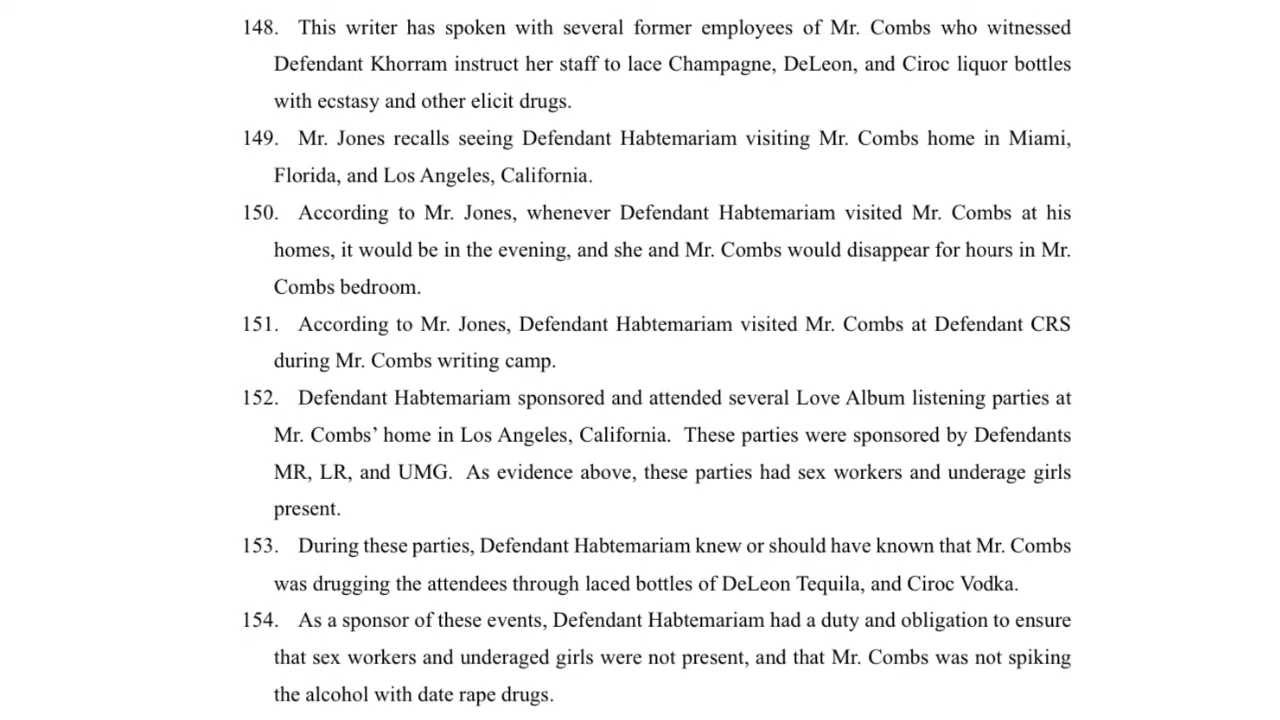 148. This writer has spoken with several former employees of Mr. Combs who witnessed
Defendant Khorram instruct her staff to lace Champagne, DeLeon, and Ciroc liquor bottles
with ecstasy and other elicit drugs.
149. Mr. Jones recalls seeing Defendant Habtemariam visiting Mr. Combs home in Miami,
Florida, and Los Angeles, California.
150. According to Mr. Jones, whenever Defendant Habtemariam visited Mr. Combs at his
homes, it would be in the evening, and she and Mr. Combs would disappear for hours in Mr.
Combs bedroom.
151. According to Mr. Jones, Defendant Habtemariam visited Mr. Combs at Defendant CRS
during Mr. Combs writing camp.
152. Defendant Habtemariam sponsored and attended several Love Album listening parties at
Mr. Combs’ home in Los Angeles, California. These parties were sponsored by Defendants
MR, LR, and UMG. As evidence above, these parties had sex workers and underage girls
present.
153. During these parties, Defendant Habtemariam knew or should have known that Mr. Combs
was drugging the attendees through laced bottles of DeLeon Tequila, and Ciroc Vodka.
154. As a sponsor of these events, Defendant Habtemariam had a duty and obligation to ensure
that sex workers and underaged girls were not present, and that Mr. Combs was not spiking
the alcohol with date rape drugs.